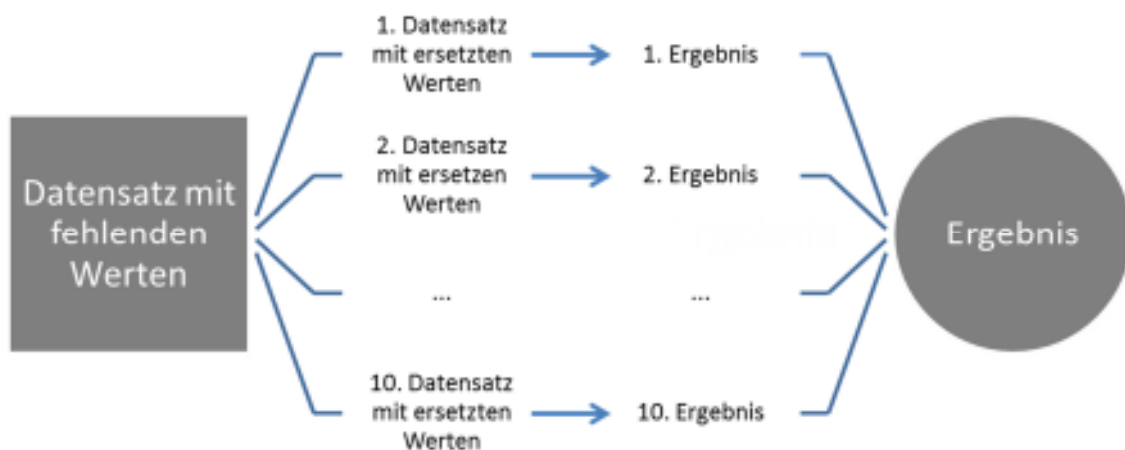 Datensatz mit
fehlenden
Werten
1. Datensatz
mit ersetzten
Werten
1. Ergebnis
2. Datensatz
mit ersetzen
Werten
2. Ergebnis
...
...
10. Datensatz
mit ersetzten
Werten
10. Ergebnis
Ergebnis